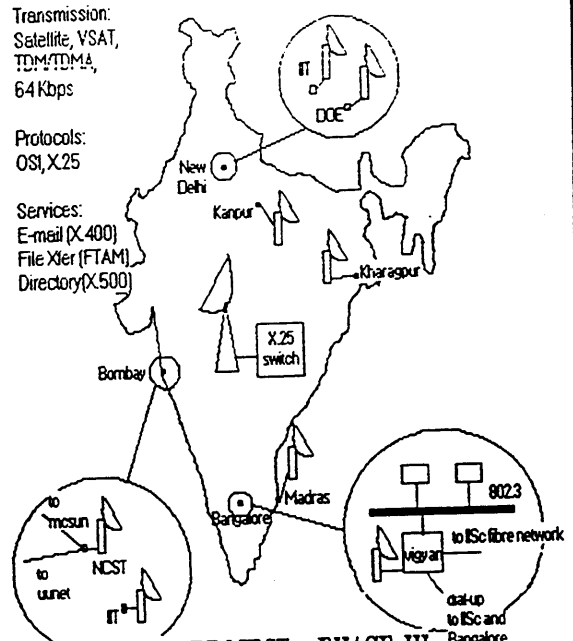 Transmission:
Satellite, VSAT,
TDM/TDMA,
64 Kbps
Protocols:
OSI, X.25
Services:
E-mail (X.400)
File Xfer (FTAM)
Directory (X.500)
IIT
DOE
New
Delhi
Kanpur
Kharagpur
X.25
switch
Bombay
Madras
Bangalore
802.3
to IISc fibre network
vigyan
dial-up
to IISc and
Bangalore
to
mcsun
to
uunet
NCST
IIT